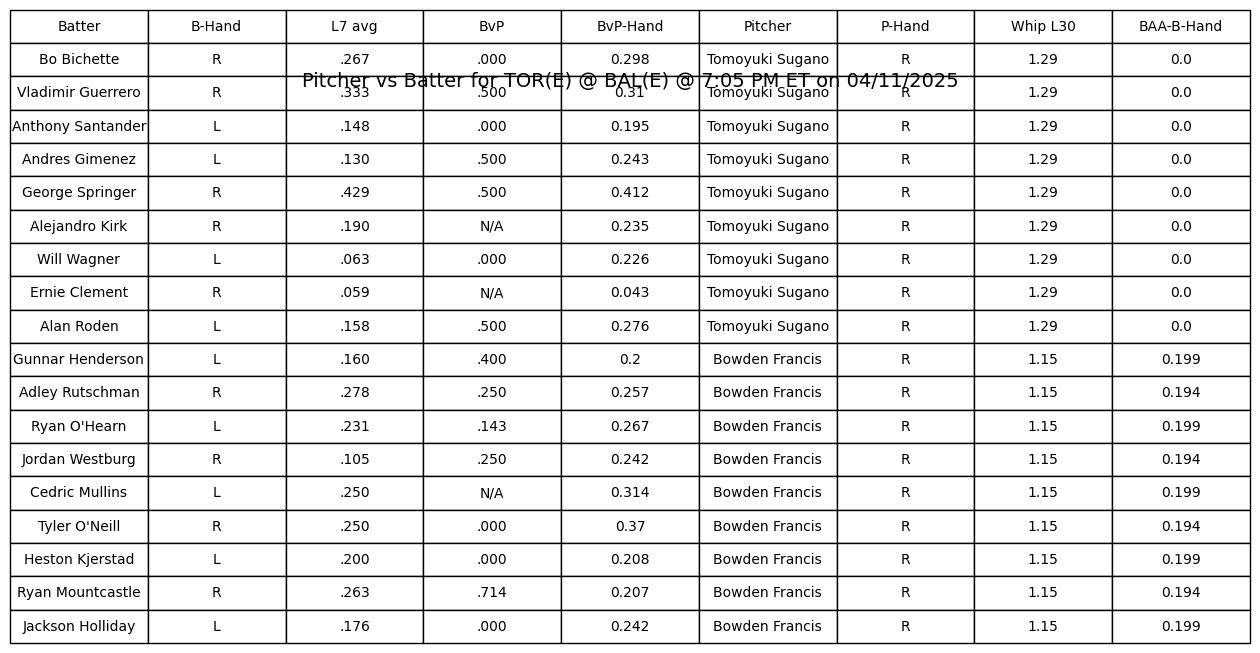 Batter B-Hand L7 avg BvP BvP-Hand Pitcher P-Hand Whip L30 BAA-B-Hand
Bo Bichette R .267 .000 0.298 Tomoyuki Sugano R 1.29 0.0
Pitcher vs Batter for TOR(E) @ BAL(E) @ 7:05 PM ET on 04/11/2025
Vladimir Guerrero R .333 .500 0.31 Tomoyuki Sugano R 1.29 0.0
Anthony Santander L .148 .000 0.195 Tomoyuki Sugano R 1.29 0.0
Andres Gimenez L .130 .500 0.243 Tomoyuki Sugano R 1.29 0.0
George Springer R .429 .500 0.412 Tomoyuki Sugano R 1.29 0.0
Alejandro Kirk R .190 N/A 0.235 Tomoyuki Sugano R 1.29 0.0
Will Wagner L .063 .000 0.226 Tomoyuki Sugano R 1.29 0.0
Ernie Clement R .059 N/A 0.043 Tomoyuki Sugano R 1.29 0.0
Alan Roden L .158 .500 0.276 Tomoyuki Sugano R 1.29 0.0
Gunnar Henderson L .160 .400 0.2 Bowden Francis R 1.15 0.199
Adley Rutschman R .278 .250 0.257 Bowden Francis R 1.15 0.194
Ryan O'Hearn L .231 .143 0.267 Bowden Francis R 1.15 0.199
Jordan Westburg R .105 .250 0.242 Bowden Francis R 1.15 0.194
Cedric Mullins L .250 N/A 0.314 Bowden Francis R 1.15 0.199
Tyler O'Neill R .250 .000 0.37 Bowden Francis R 1.15 0.194
Heston Kjerstad L .200 .000 0.208 Bowden Francis R 1.15 0.199
Ryan Mountcastle R .263 .714 0.207 Bowden Francis R 1.15 0.194
Jackson Holliday L .176 .000 0.242 Bowden Francis R 1.15 0.199